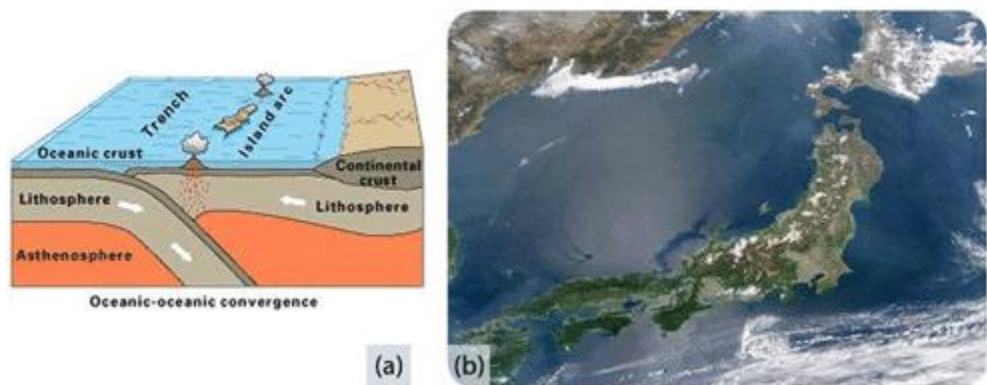 Trench
Island arc
Oceanic crust
Continental
crust
Lithosphere
Lithosphere
Asthenosphere
Oceanic-oceanic convergence
(a)
(b)